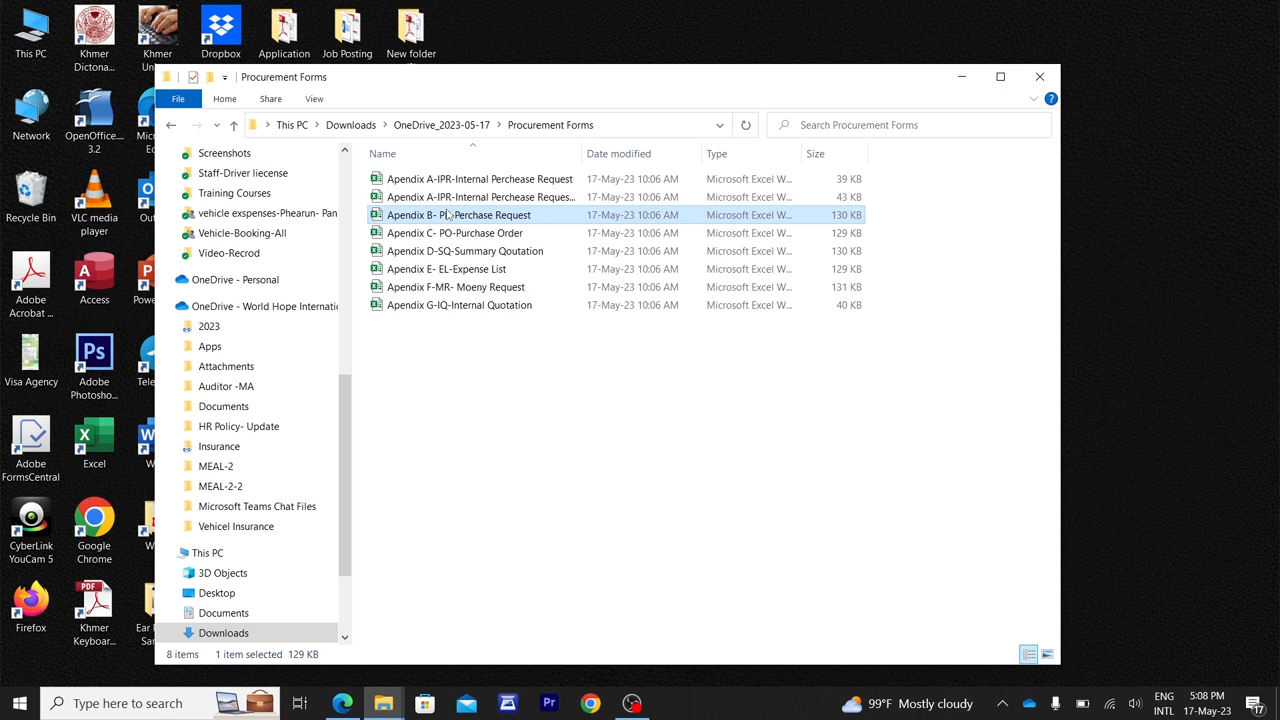 This PC
Khmer
Dictona...
Khmer
Un
Dropbox
Application
Job Posting
New folder
Procurement Forms
File
Home
Share
View
This PC
Downloads
OneDrive_2023-05-17
Procurement Forms
Search Procurement Forms
Network
OpenOffice...
3.2
Recycle Bin
VLC media
player
Adobe
Acrobat ...
Access
Visa Agency
Adobe
Photosho...
Adobe
FormsCentral
Excel
CyberLink
YouCam 5
Google
Chrome
Firefox
Khmer
Keyboar...
Screenshots
Staff-Driver liecense
Training Courses
vehicle exspenses-Phearun- Pan
Vehicle-Booking-All
Video-Recrod
OneDrive - Personal
OneDrive - World Hope Internatio
2023
Apps
Attachments
Auditor -MA
Documents
HR Policy- Update
Insurance
MEAL-2
MEAL-2-2
Microsoft Teams Chat Files
Vehicel Insurance
This PC
3D Objects
Desktop
Documents
Downloads
Name
Date modified
Type
Size
Apendix A-IPR-Internal Perchease Request 17-May-23 10:06 AM Microsoft Excel W... 39 KB
Apendix A-IPR-Internal Perchease Reques... 17-May-23 10:06 AM Microsoft Excel W... 43 KB
Apendix B- Perchase Request 17-May-23 10:06 AM Microsoft Excel W... 130 KB
Apendix C- PO-Purchase Order 17-May-23 10:06 AM Microsoft Excel W... 129 KB
Apendix D-SQ-Summary Qoutation 17-May-23 10:06 AM Microsoft Excel W... 130 KB
Apendix E- EL-Expense List 17-May-23 10:06 AM Microsoft Excel W... 129 KB
Apendix F-MR- Moeny Request 17-May-23 10:06 AM Microsoft Excel W... 131 KB
Apendix G-IQ-Internal Quotation 17-May-23 10:06 AM Microsoft Excel W... 40 KB
8 items
1 item selected 129 KB
Type here to search
99°F Mostly cloudy
ENG
INTL
5:08 PM
17-May-23
17